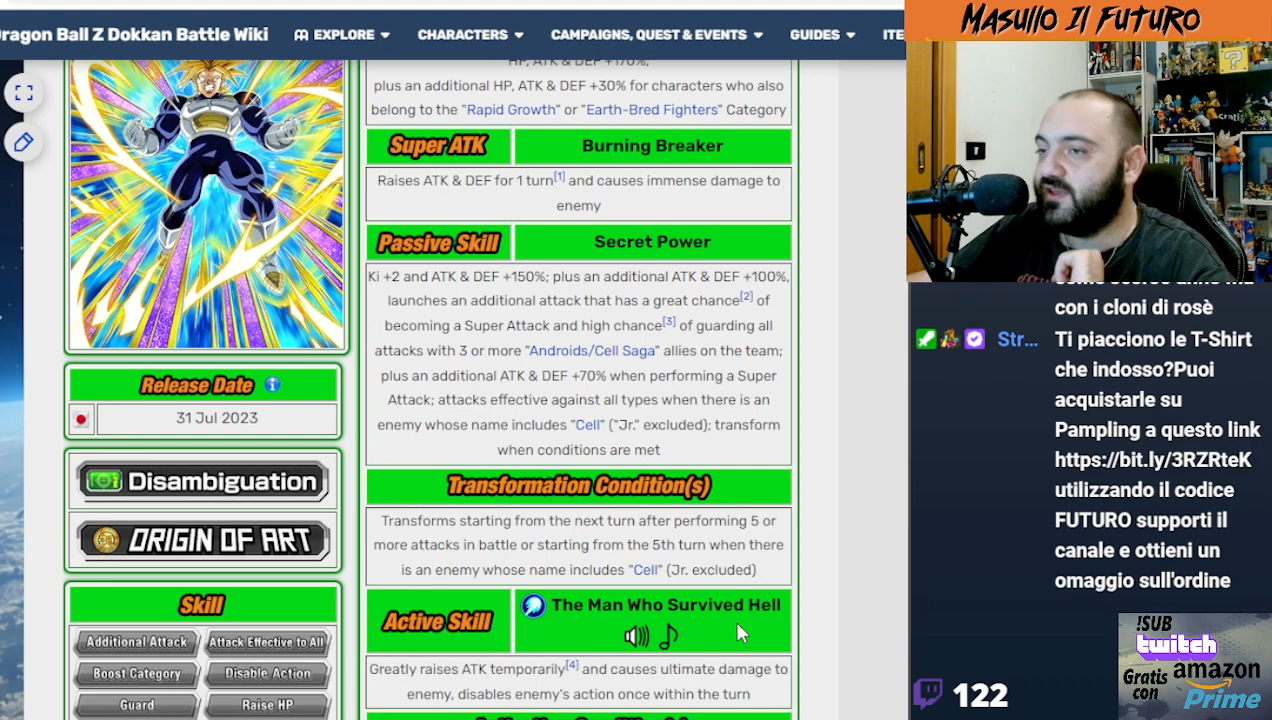 Dragon Ball Z Dokkan Battle Wiki
EXPLORE
CHARACTERS
CAMPAIGNS, QUEST & EVENTS
GUIDES
ITE
MASULLO IL FUTURO
HP, ATK & DEF +170%;
plus an additional HP, ATK & DEF +30% for characters who also
belong to the "Rapid Growth" or "Earth-Bred Fighters" Category
Super ATK
Burning Breaker
Raises ATK & DEF for 1 turn[1] and causes immense damage to
enemy
Passive Skill
Secret Power
Ki +2 and ATK & DEF +150%; plus an additional ATK & DEF +100%,
launches an additional attack that has a great chance[2] of
becoming a Super Attack and high chance[3] of guarding all
attacks with 3 or more "Androids/Cell Saga" allies on the team;
plus an additional ATK & DEF +70% when performing a Super
Attack; attacks effective against all types when there is an
enemy whose name includes "Cell" ("Jr." excluded); transform
when conditions are met
Transformation Condition(s)
Transforms starting from the next turn after performing 5 or
more attacks in battle or starting from the 5th turn when there
is an enemy whose name includes "Cell" (Jr. excluded)
Active Skill
The Man Who Survived Hell
Greatly raises ATK temporarily[4] and causes ultimate damage to
enemy, disables enemy's action once within the turn
Release Date
31 Jul 2023
Disambiguation
ORIGIN OF ART
Skill
Additional Attack
Attack Effective to All
Boost Category
Disable Action
Guard
Raise HP
con i cloni di rosè
Str...
Ti piacciono le T-Shirt
che indosso?Puoi
acquistarle su
Pampling a questo link
https://bit.ly/3RZRteK
utilizzando il codice
FUTURO supporti il
canale e ottieni un
omaggio sull'ordine
122
!SUB
twitch
Gratis
con
amazon
Prime